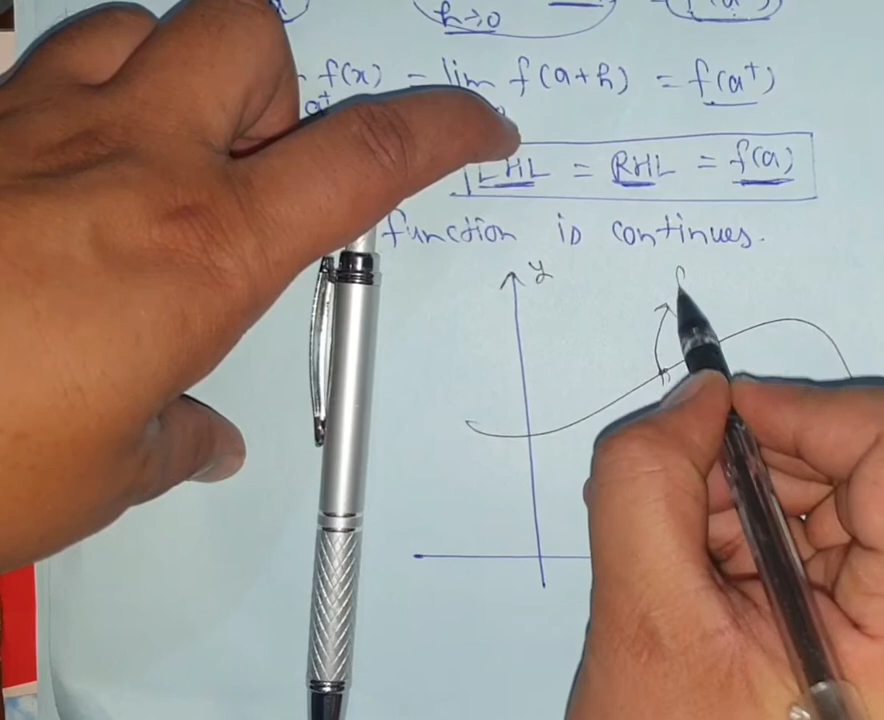 h→0
f(x) = lim f(a+h) = f(a⁺)
a⁺
LHL = RHL = f(a)
function is continues.
y